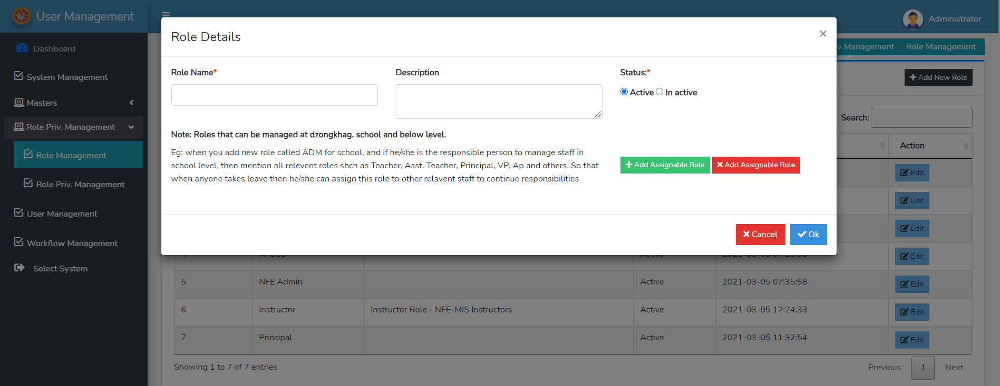 User Management
Administrator
Dashboard
System Management
Masters
Role Priv. Management
Role Management
Role Priv. Management
User Management
Workflow Management
Select System
v Management Role Management
Add New Role
Search:
Action
Edit
Edit
Edit
Edit
Role Details
×
Role Name* Description Status:*
Active In active
Note: Roles that can be managed at dzongkhag, school and below level.
Eg: when you add new role called ADM for school, and if he/she is the responsible person to manage staff in
school level, then mention all relevent roles shch as Teacher, Asst. Teacher, Principal, VP, Ap and others. So that
when anyone takes leave then he/she can assign this role to other relavent staff to continue responsibilities
Add Assignable Role Add Assignable Role
Cancel Ok
5 NFE Admin Active 2021-03-05 07:35:58 Edit
6 Instructor Instructor Role - NFE-MIS Instructors Active 2021-03-05 12:24:33 Edit
7 Principal Active 2021-03-05 11:32:54 Edit
Showing 1 to 7 of 7 entries
Previous 1 Next